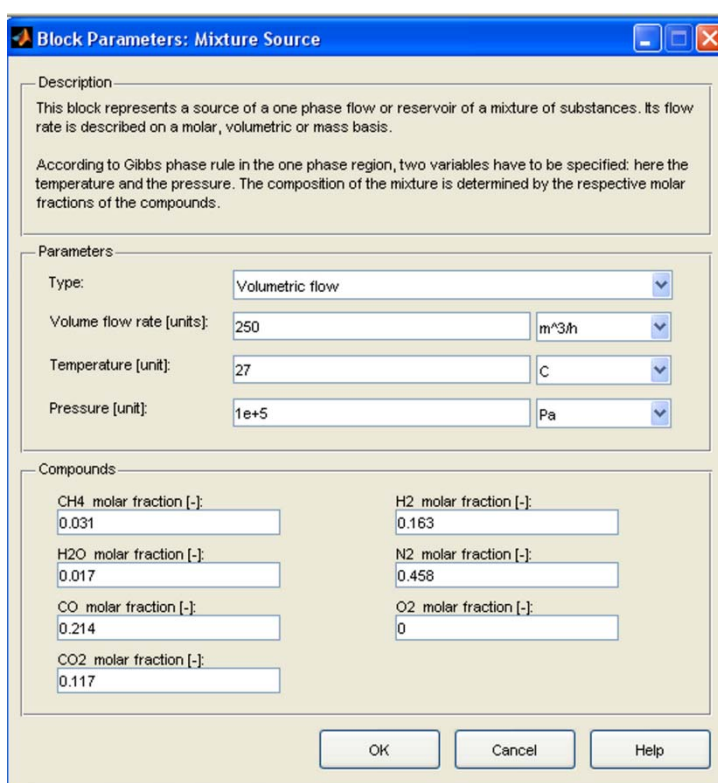 Block Parameters: Mixture Source
Description
This block represents a source of a one phase flow or reservoir of a mixture of substances. Its flow
rate is described on a molar, volumetric or mass basis.
According to Gibbs phase rule in the one phase region, two variables have to be specified: here the
temperature and the pressure. The composition of the mixture is determined by the respective molar
fractions of the compounds.
Parameters
Type: Volumetric flow
Volume flow rate [units]: 250 m^3/h
Temperature [unit]: 27 C
Pressure [unit]: 1e+5 Pa
Compounds
CH4 molar fraction [-]: H2 molar fraction [-]:
0.031 0.163
H2O molar fraction [-]: N2 molar fraction [-]:
0.017 0.458
CO molar fraction [-]: O2 molar fraction [-]:
0.214 0
CO2 molar fraction [-]:
0.117
OK Cancel Help